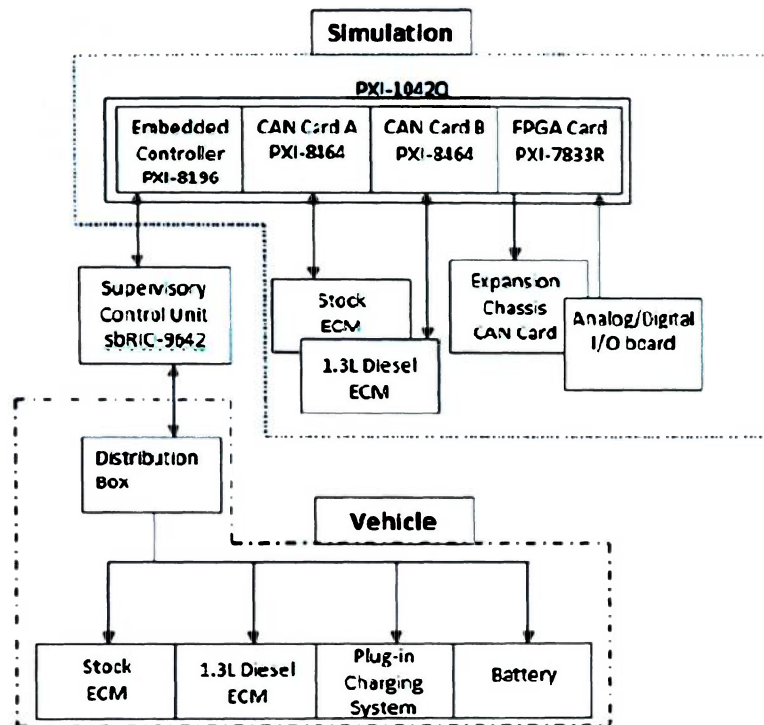 Simulation
PXI-1042Q
Embedded
Controller
PXI-8196
CAN Card A
PXI-8464
CAN Card B
PXI-8464
FPGA Card
PXI-7833R
Supervisory
Control Unit
sbRIC-9642
Stock
ECM
1.3L Diesel
ECM
Expansion
Chassis
CAN Card
Analog/Digital
I/O board
Distribution
Box
Vehicle
Stock
ECM
1.3L Diesel
ECM
Plug-in
Charging
System
Battery